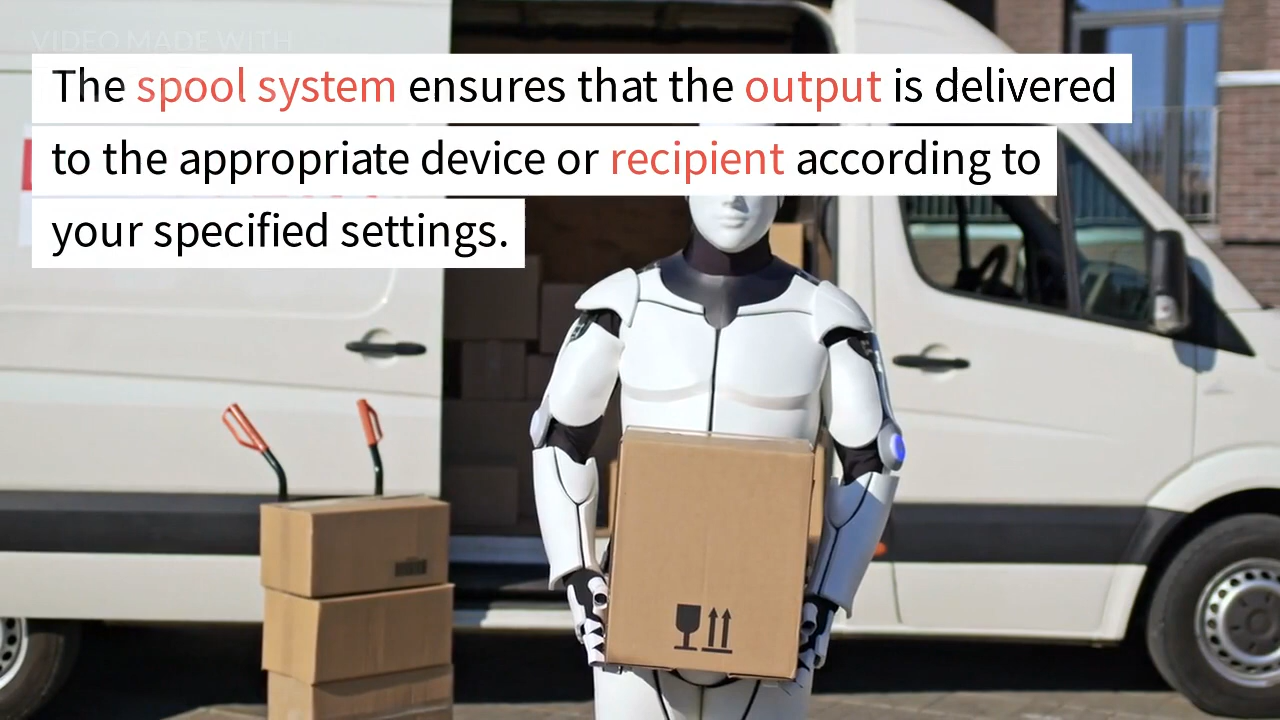 VIDEO MADE WITH
The spool system ensures that the output is delivered
to the appropriate device or recipient according to
your specified settings.